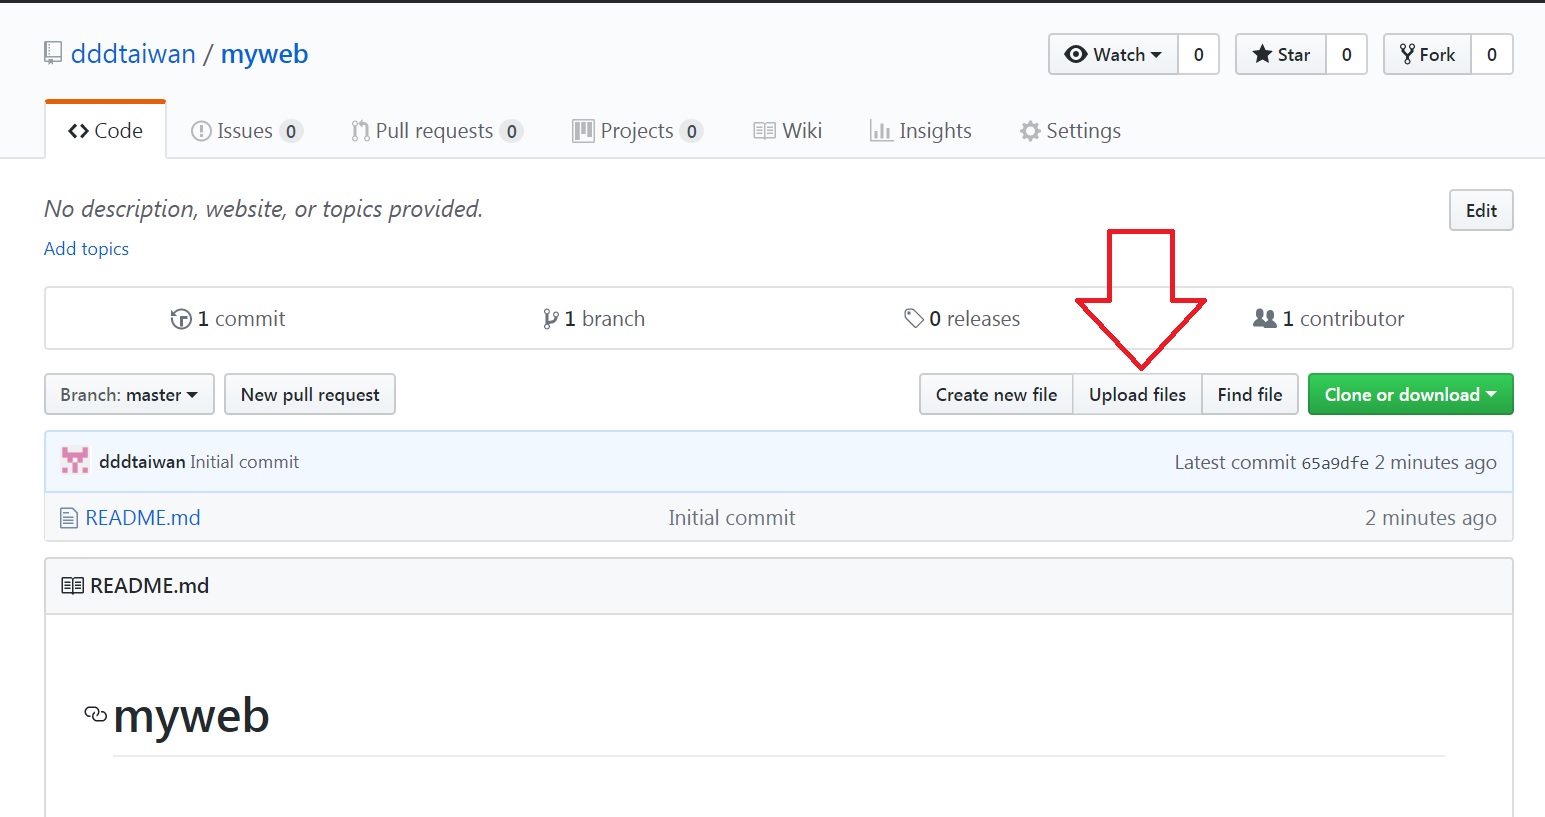 dddtaiwan / myweb
Watch 0 Star 0 Fork 0
Code Issues 0 Pull requests 0 Projects 0 Wiki Insights Settings
No description, website, or topics provided.
Edit
Add topics
1 commit 1 branch 0 releases 1 contributor
Branch: master New pull request Create new file Upload files Find file Clone or download
dddtaiwan Initial commit Latest commit 65a9dfe 2 minutes ago
README.md Initial commit 2 minutes ago
README.md
myweb